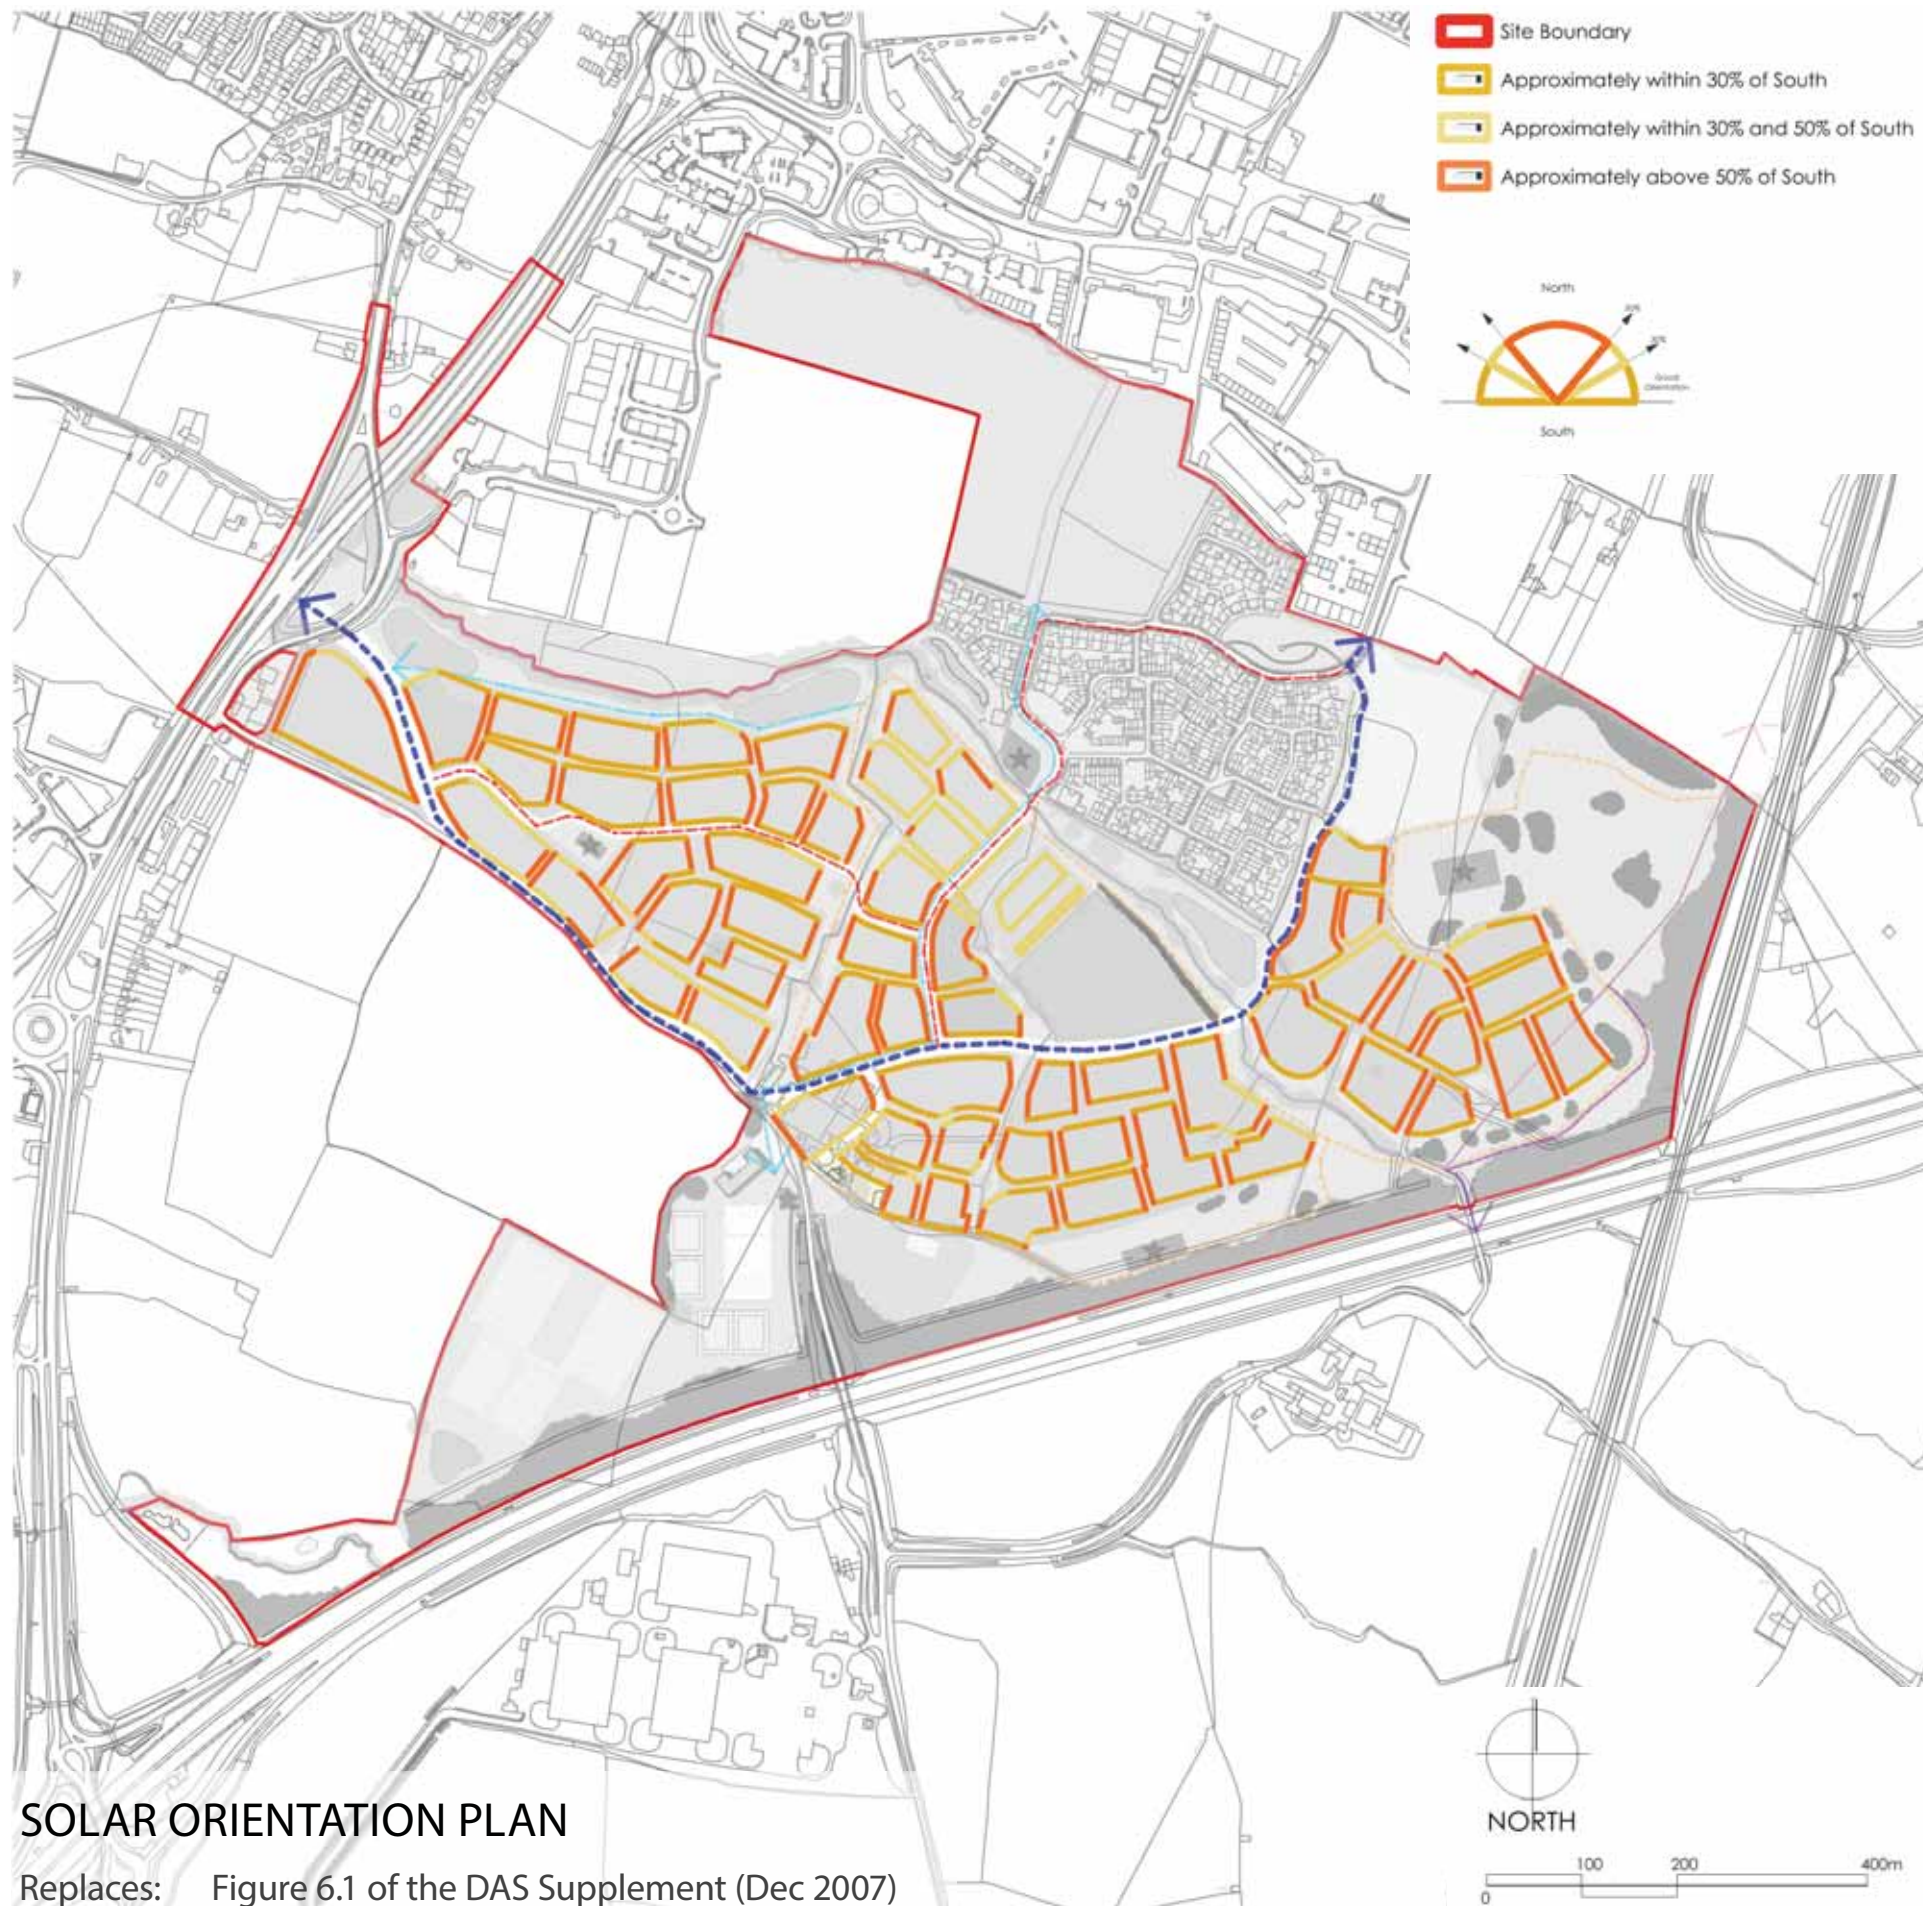 Site Boundary
Approximately within 30% of South
Approximately within 30% and 50% of South
Approximately above 50% of South
North
Good
Orientation
South
NORTH
100 200 400m
0
SOLAR ORIENTATION PLAN
Replaces: Figure 6.1 of the DAS Supplement (Dec 2007)